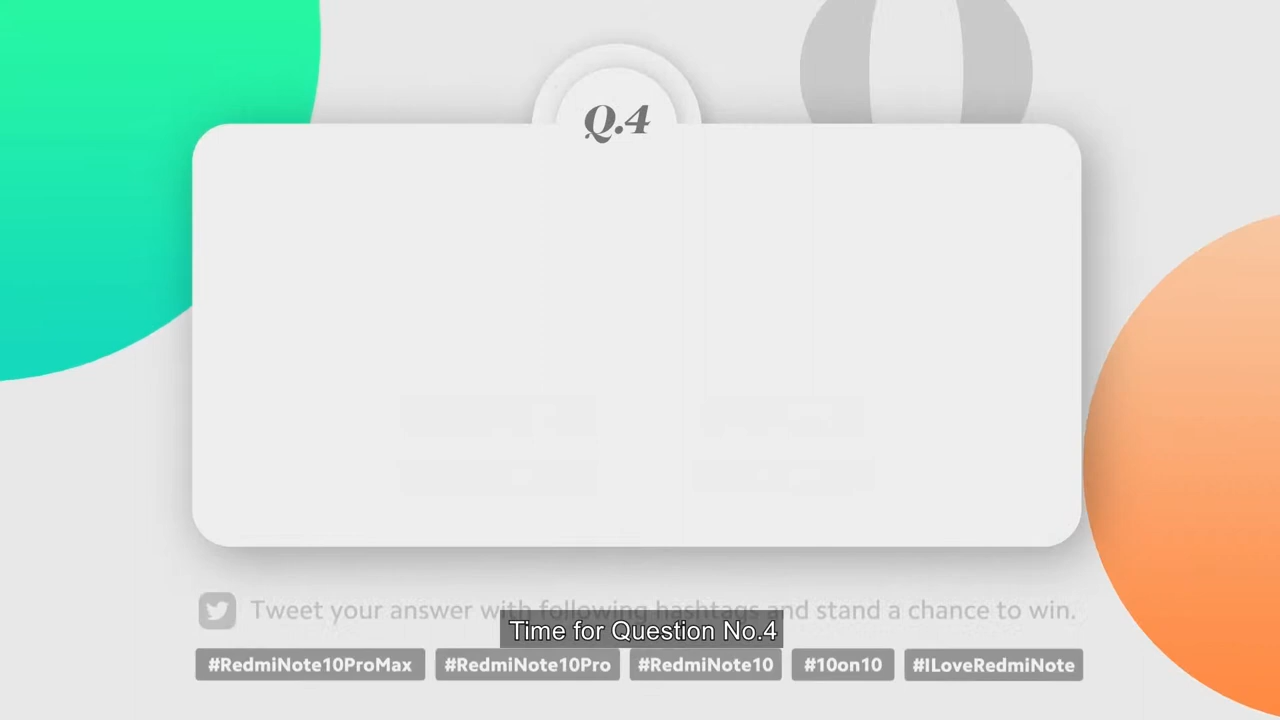 Q.4
Tweet your answer with following hashtags and stand a chance to win.
Time for Question No.4
#RedmiNote10ProMax #RedmiNote10Pro #RedmiNote10 #10on10 #ILoveRedmiNote